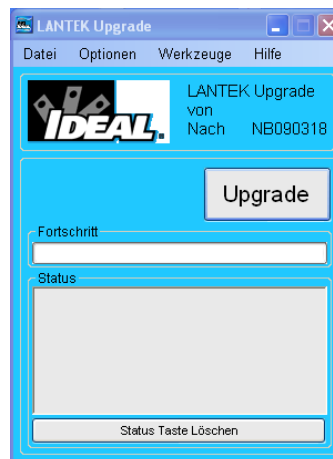 LANTEK Upgrade
Datei Optionen Werkzeuge Hilfe
IDEAL.
LANTEK Upgrade
von
Nach NB090318
Upgrade
Fortschritt
Status
Status Taste Löschen